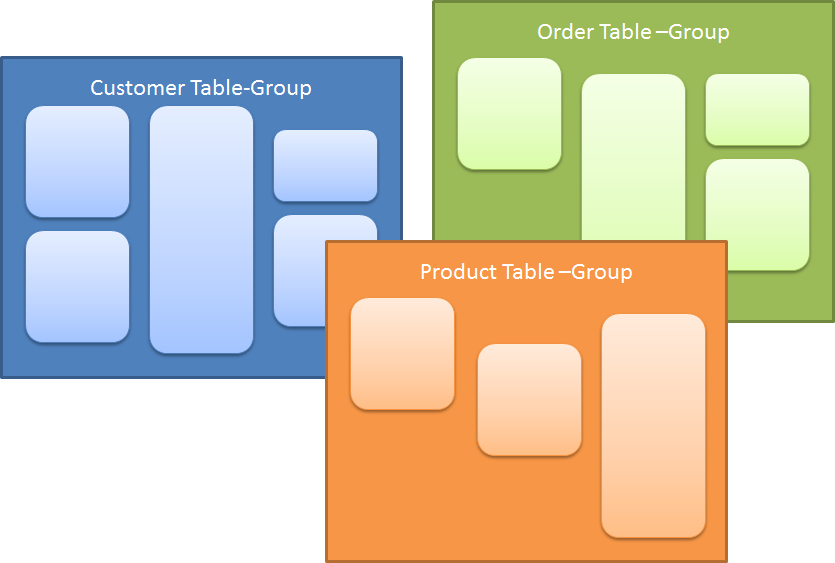 Order Table –Group
Customer Table-Group
Product Table –Group